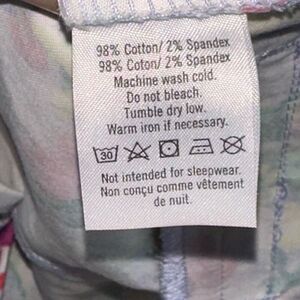 98% Cotton/ 2% Spandex
98% Coton/ 2% Spandex
Machine wash cold.
Do not bleach.
Tumble dry low.
Warm iron if necessary.
30
Not intended for sleepwear.
Non conçu comme vêtement
de nuit.